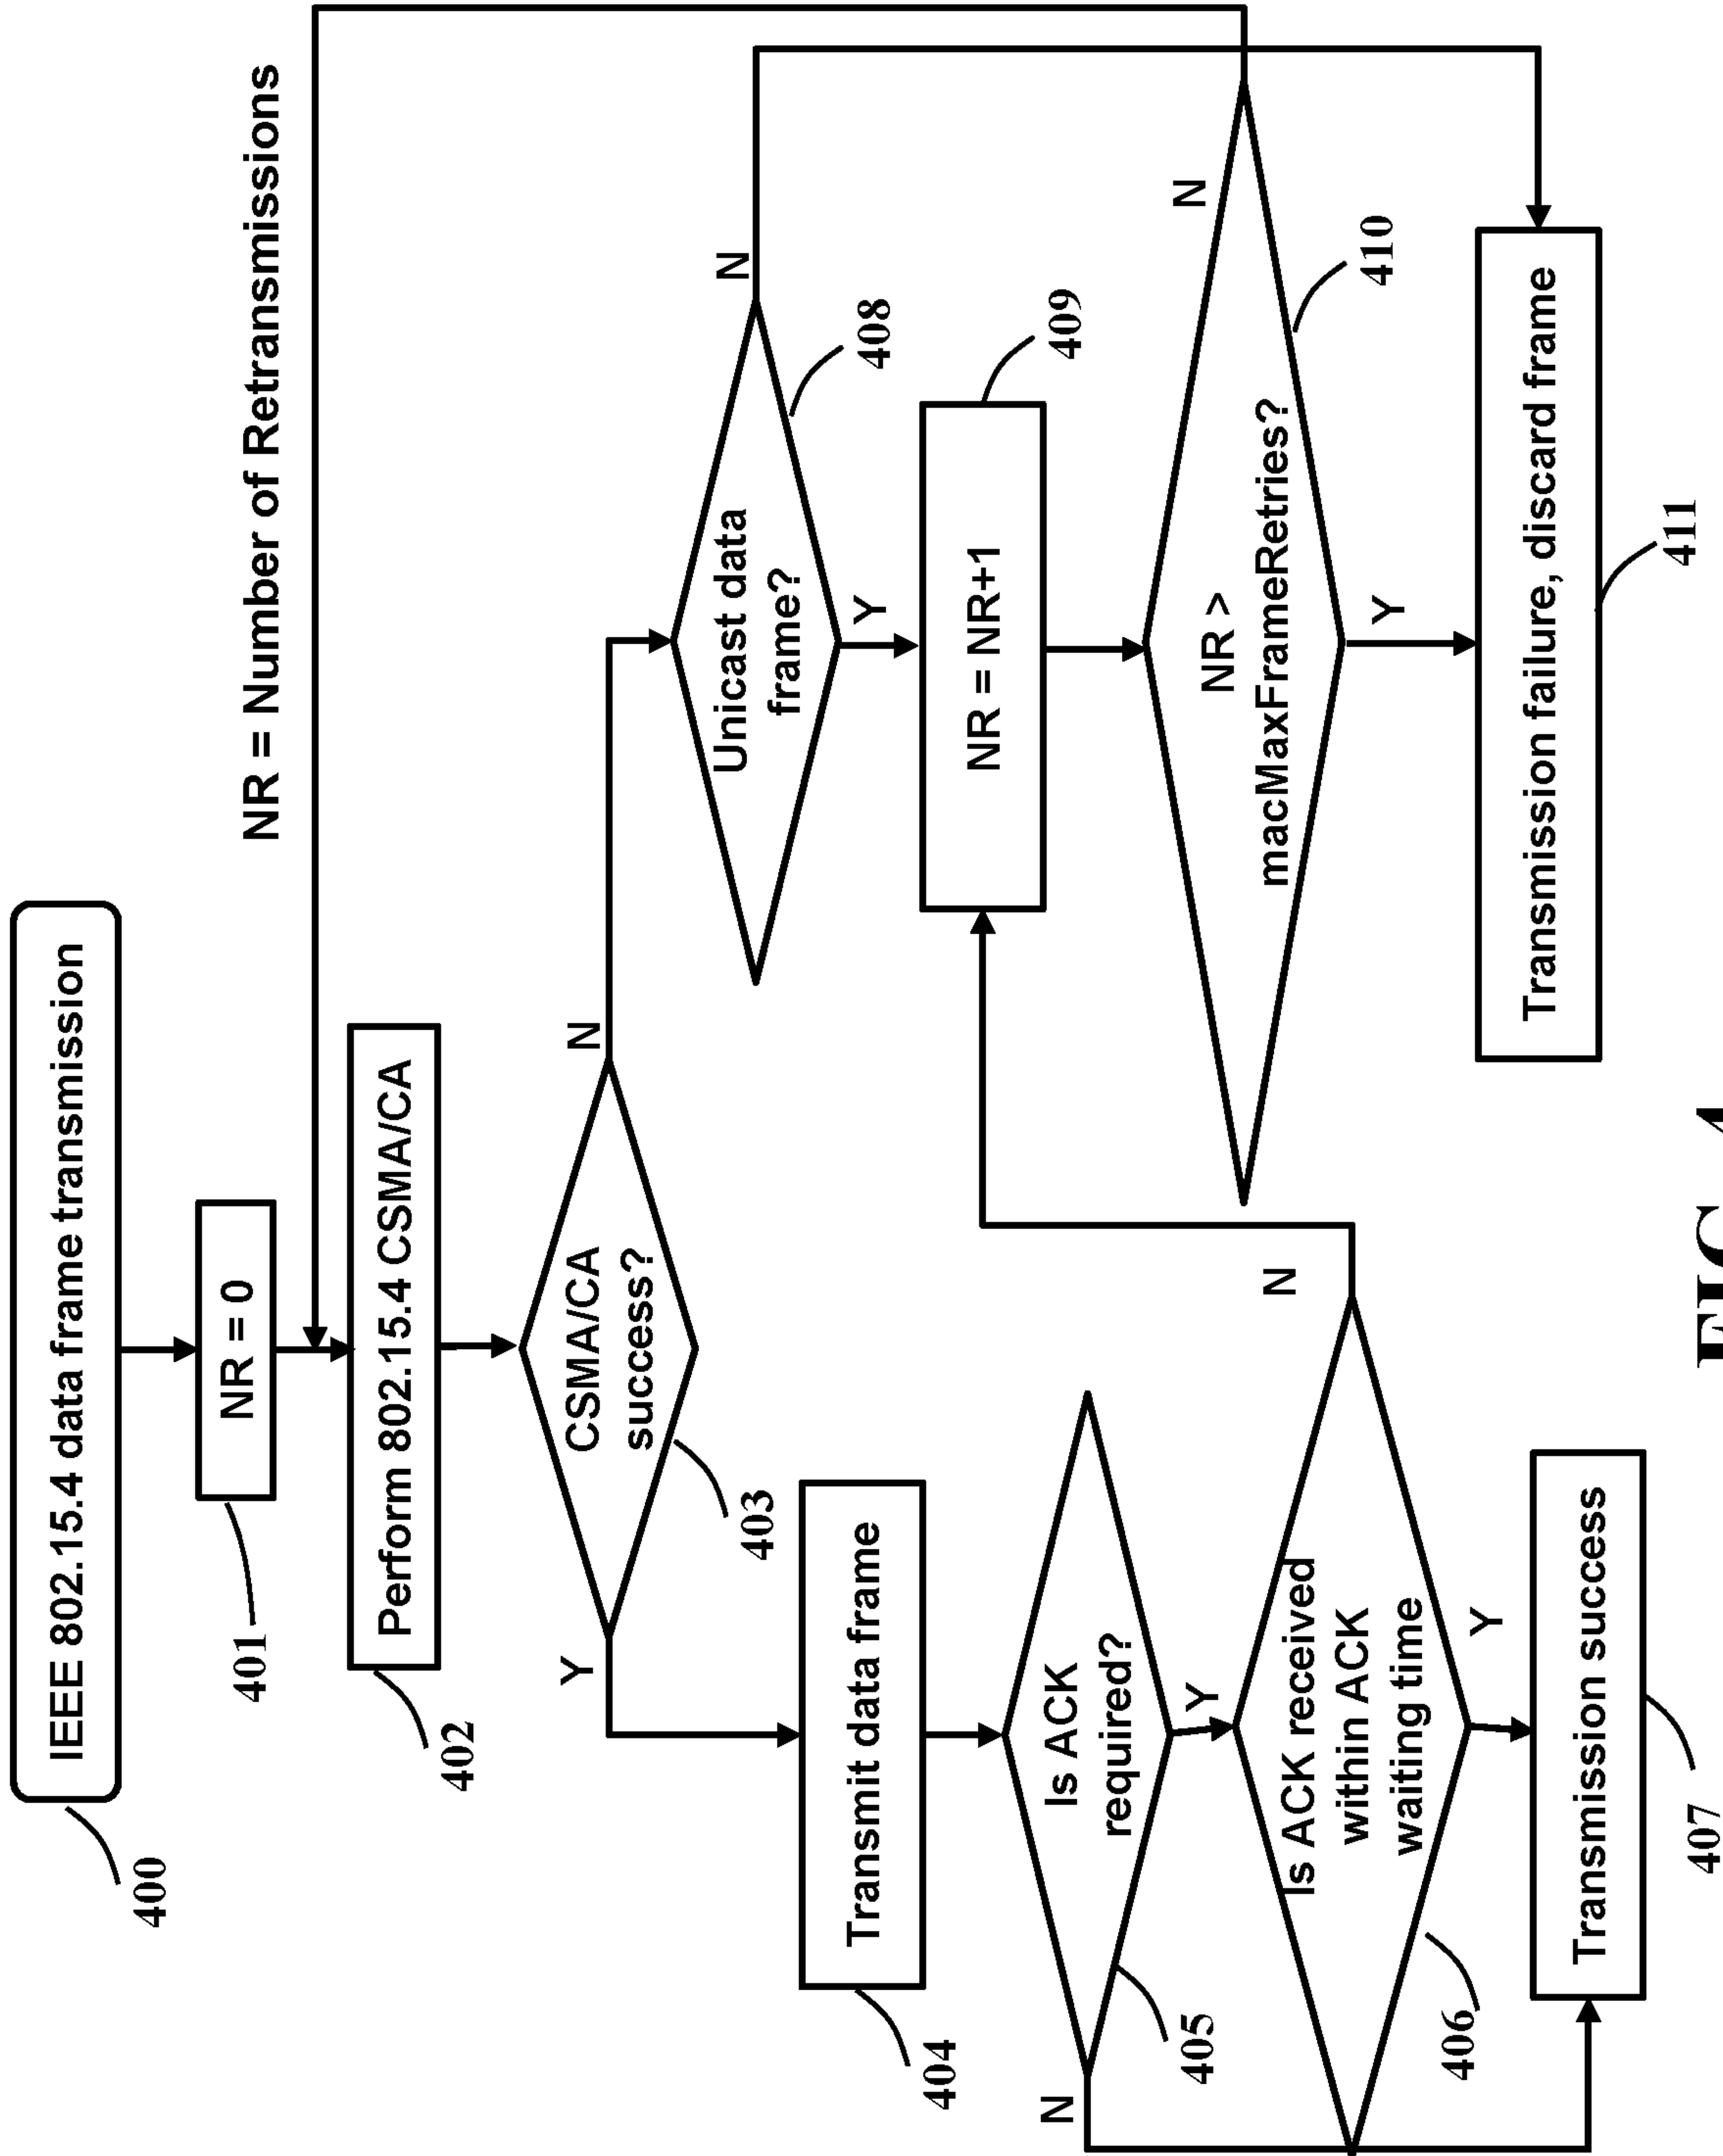 IEEE 802.15.4 data frame transmission
400
NR = Number of Retransmissions
NR = 0
401
Perform 802.15.4 CSMA/CA
402
CSMA/CA
success?
403
Y
N
Transmit data frame
404
Is ACK
required?
405
N
Y
Is ACK received
within ACK
waiting time
406
N
Y
Transmission success
407
Unicast data
frame?
408
N
Y
NR = NR+1
409
NR >
macMaxFrameRetries?
410
N
Y
Transmission failure, discard frame
411